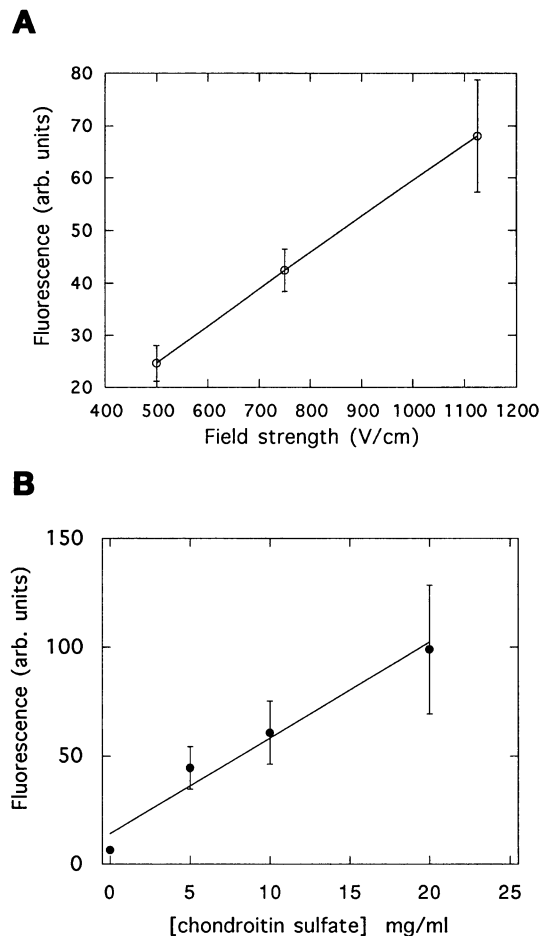 A
80
70
60
50
40
30
20
Fluorescence (arb. units)
400 500 600 700 800 900 1000 1100 1200
Field strength (V/cm)
B
150
100
50
0
Fluorescence (arb. units)
0 5 10 15 20 25
[chondroitin sulfate] mg/ml